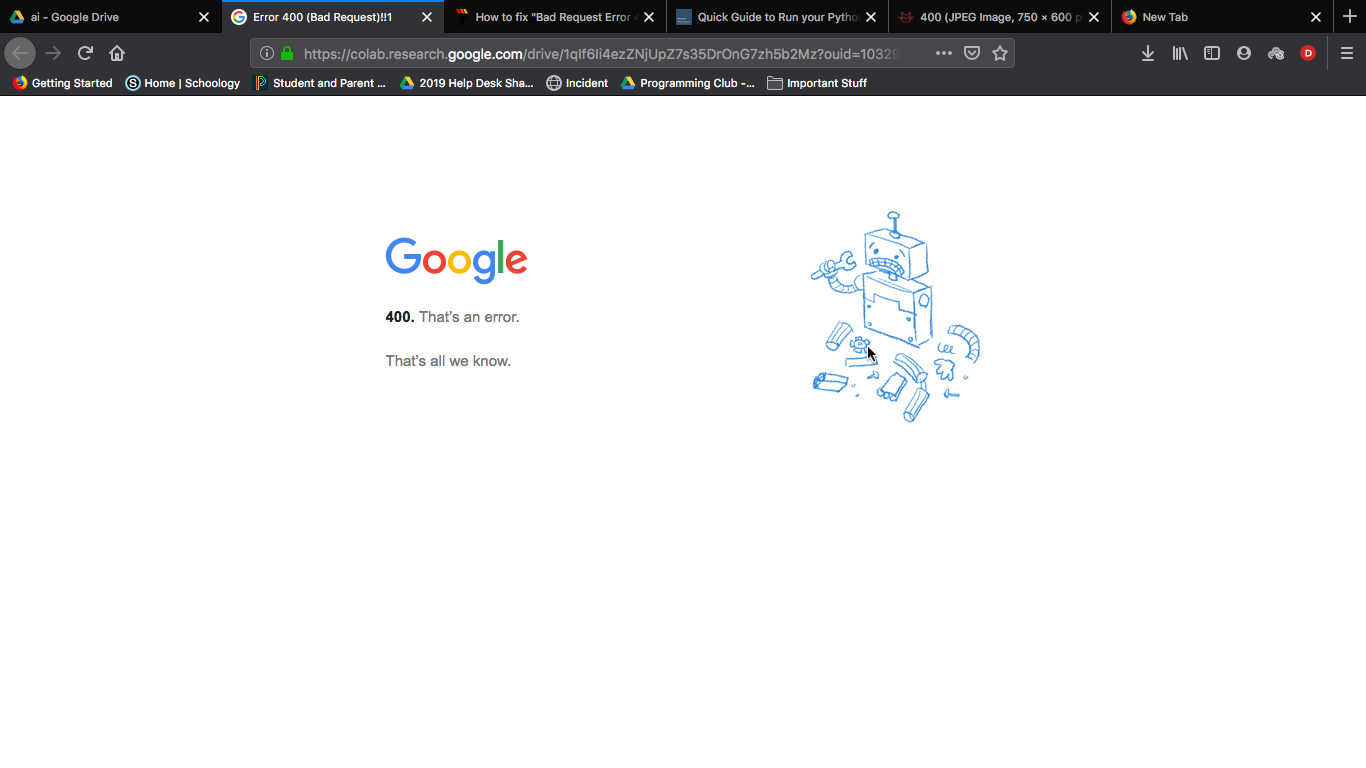 ai - Google Drive
Error 400 (Bad Request)!!1
How to fix "Bad Request Error
Quick Guide to Run your Pytho
400 (JPEG Image, 750 × 600 p
New Tab
https://colab.research.google.com/drive/1qIf6Ii4ezZNjUpZ7s35DrOnG7zh5b2Mz?ouid=10329
D
Getting Started
S Home | Schoology
Student and Parent ...
2019 Help Desk Sha...
Incident
Programming Club -...
Important Stuff
Google
400. That's an error.
That's all we know.